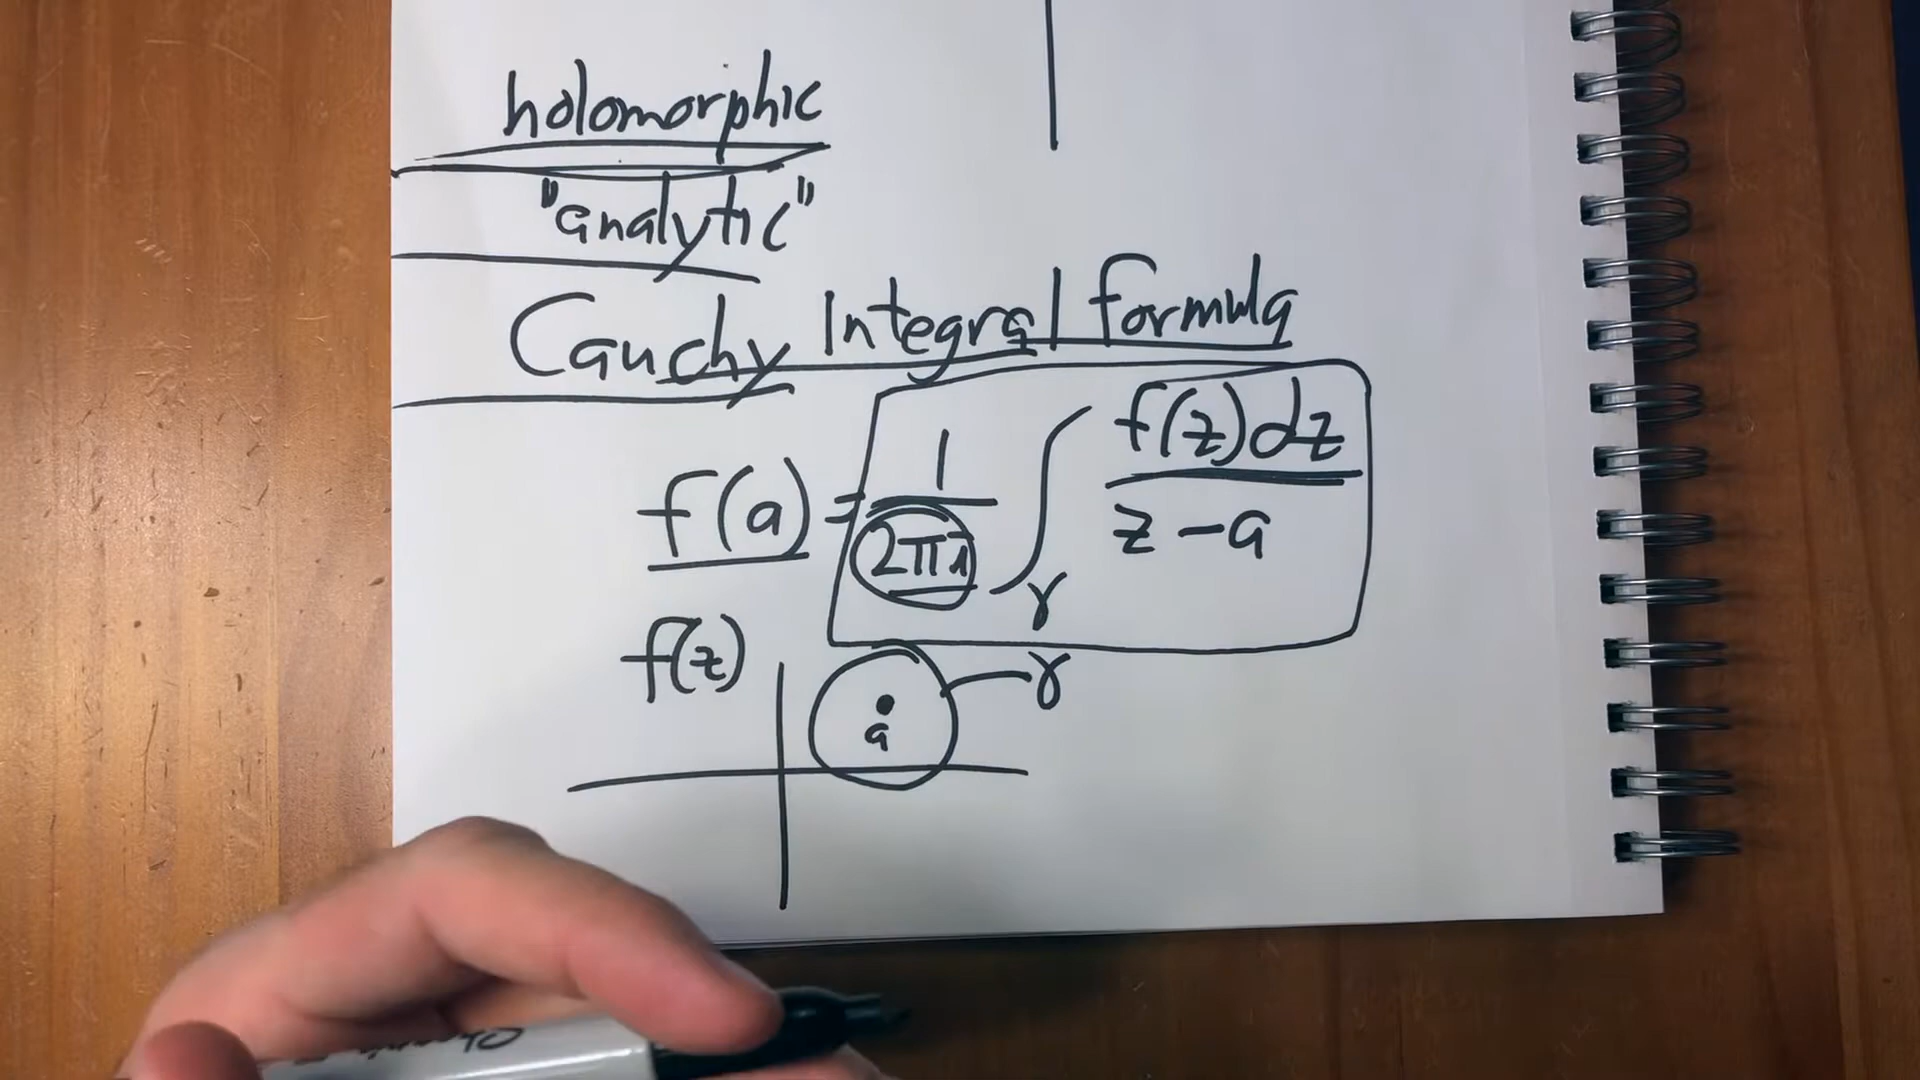 holomorphic
"analytic"
Cauchy Integral formula
f(a) = 1/2πi ∫γ f(z)dz/z-a
f(z)
γ
a